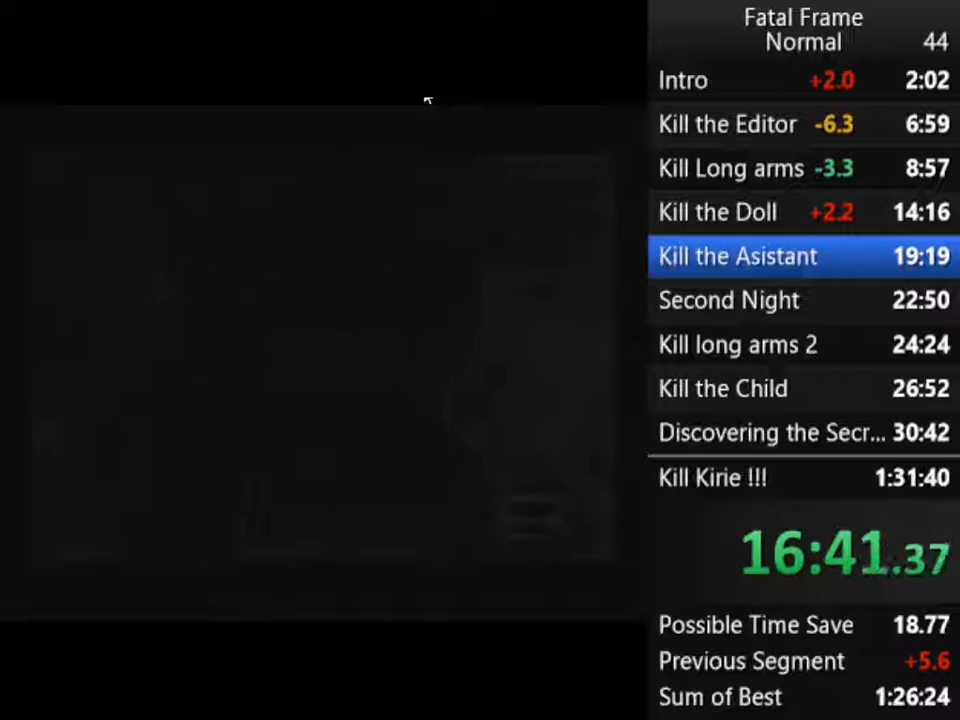 Fatal Frame
Normal 44
Intro +2.0 2:02
Kill the Editor -6.3 6:59
Kill Long arms -3.3 8:57
Kill the Doll +2.2 14:16
Kill the Asistant 19:19
Second Night 22:50
Kill long arms 2 24:24
Kill the Child 26:52
Discovering the Secr... 30:42
Kill Kirie !!! 1:31:40
16:41.37
Possible Time Save 18.77
Previous Segment +5.6
Sum of Best 1:26:24